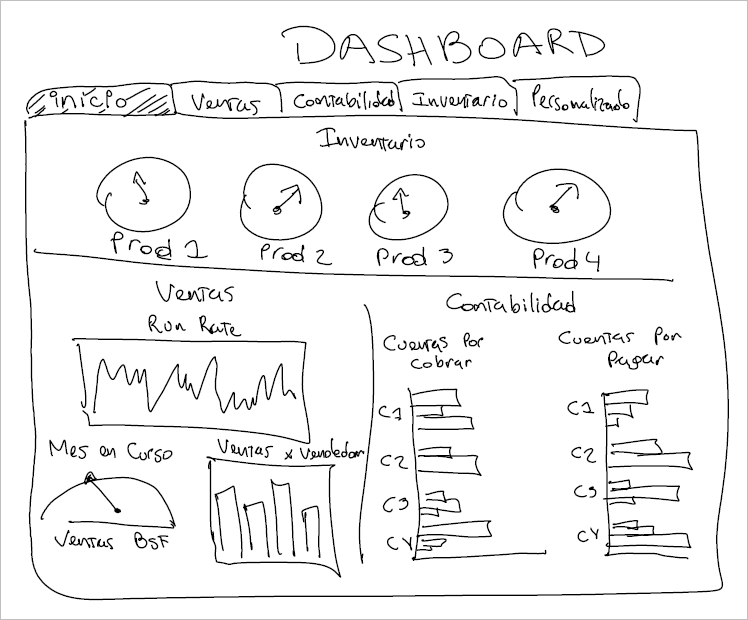 DASHBOARD
inicio Ventas Contabilidad Inventario Personalizado
Inventario
Prod 1 Prod 2 Prod 3 Prod 4
Ventas
Run Rate
Mes en Curso
Ventas BsF
Ventas x Vendedor
Contabilidad
Cuentas Por
Cobrar
C1
C2
C3
C4
Cuentas Por
Pagar
C1
C2
C3
C4